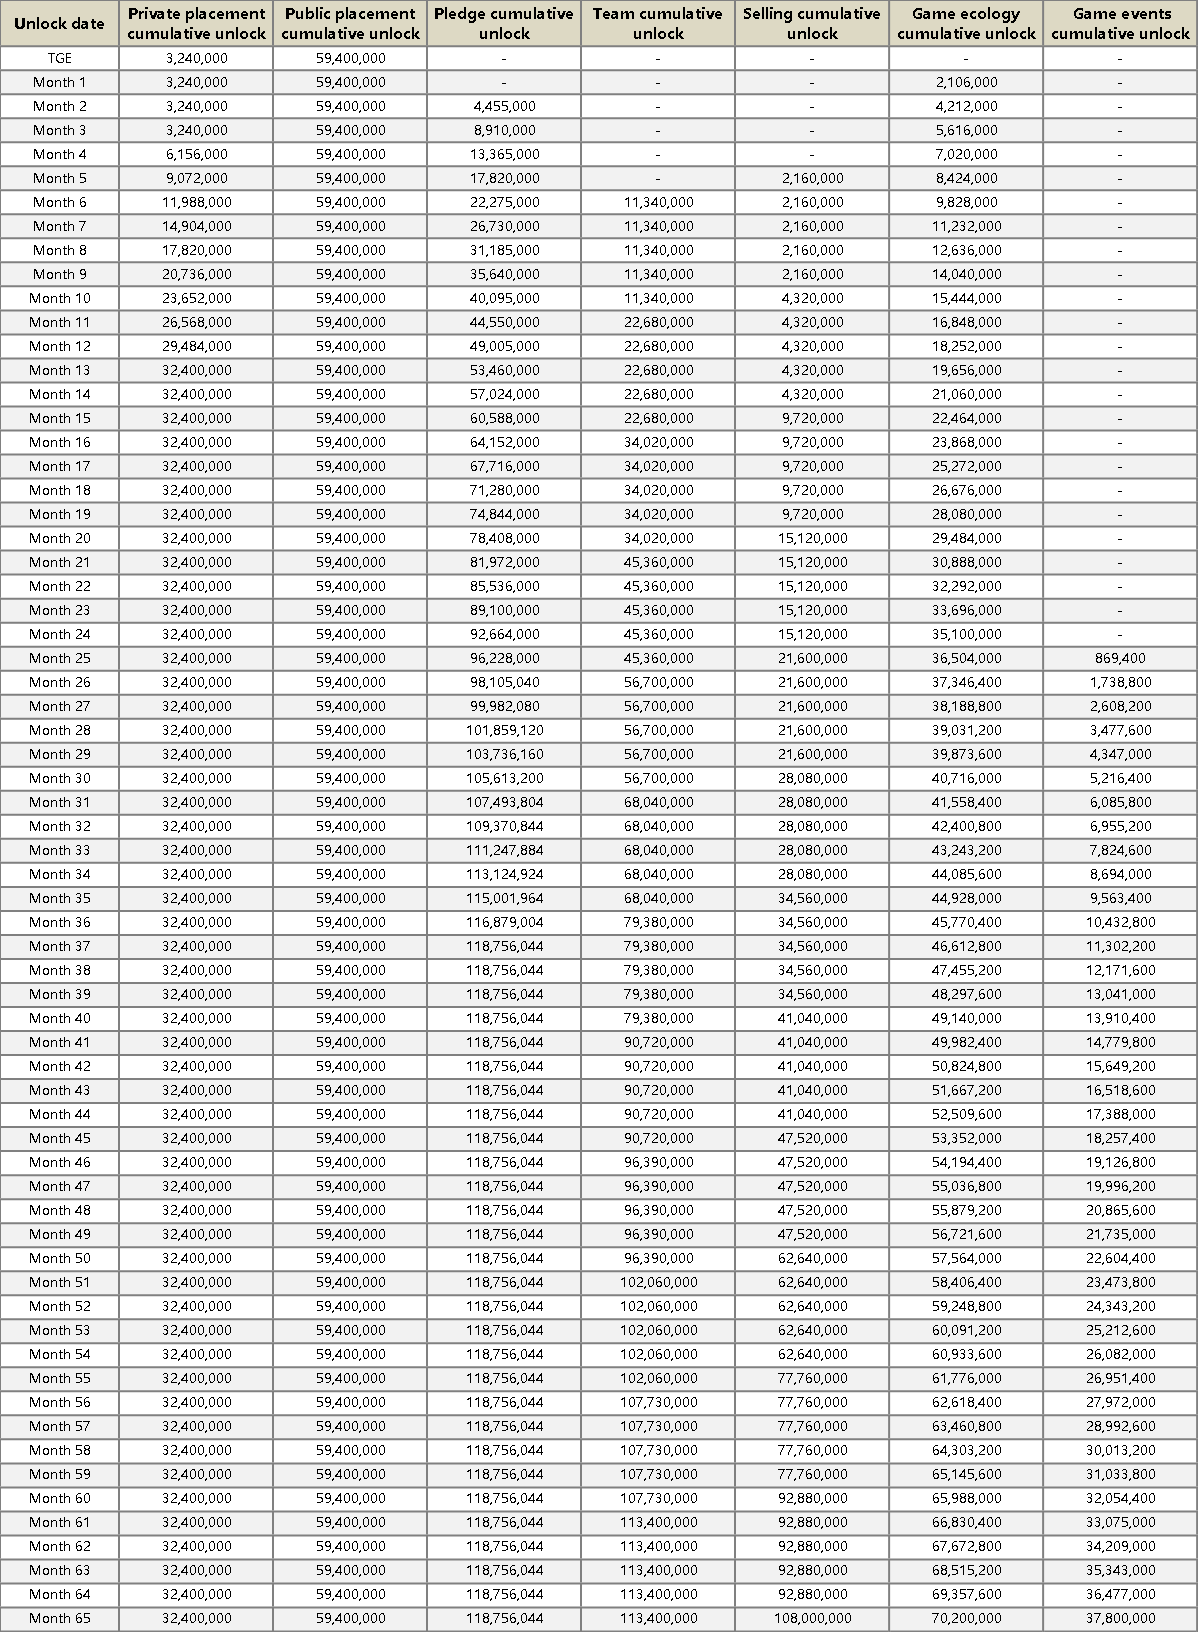 Unlock date | Private placement cumulative unlock | Public placement cumulative unlock | Pledge cumulative unlock | Team cumulative unlock | Selling cumulative unlock | Game ecology cumulative unlock | Game events cumulative unlock
TGE 3,240,000 59,400,000 - - - - -
Month 1 3,240,000 59,400,000 - - - 2,106,000 -
Month 2 3,240,000 59,400,000 4,455,000 - - 4,212,000 -
Month 3 3,240,000 59,400,000 8,910,000 - - 5,616,000 -
Month 4 6,156,000 59,400,000 13,365,000 - - 7,020,000 -
Month 5 9,072,000 59,400,000 17,820,000 - 2,160,000 8,424,000 -
Month 6 11,988,000 59,400,000 22,275,000 11,340,000 2,160,000 9,828,000 -
Month 7 14,904,000 59,400,000 26,730,000 11,340,000 2,160,000 11,232,000 -
Month 8 17,820,000 59,400,000 31,185,000 11,340,000 2,160,000 12,636,000 -
Month 9 20,736,000 59,400,000 35,640,000 11,340,000 2,160,000 14,040,000 -
Month 10 23,652,000 59,400,000 40,095,000 11,340,000 4,320,000 15,444,000 -
Month 11 26,568,000 59,400,000 44,550,000 22,680,000 4,320,000 16,848,000 -
Month 12 29,484,000 59,400,000 49,005,000 22,680,000 4,320,000 18,252,000 -
Month 13 32,400,000 59,400,000 53,460,000 22,680,000 4,320,000 19,656,000 -
Month 14 32,400,000 59,400,000 57,024,000 22,680,000 4,320,000 21,060,000 -
Month 15 32,400,000 59,400,000 60,588,000 22,680,000 9,720,000 22,464,000 -
Month 16 32,400,000 59,400,000 64,152,000 34,020,000 9,720,000 23,868,000 -
Month 17 32,400,000 59,400,000 67,716,000 34,020,000 9,720,000 25,272,000 -
Month 18 32,400,000 59,400,000 71,280,000 34,020,000 9,720,000 26,676,000 -
Month 19 32,400,000 59,400,000 74,844,000 34,020,000 9,720,000 28,080,000 -
Month 20 32,400,000 59,400,000 78,408,000 34,020,000 15,120,000 29,484,000 -
Month 21 32,400,000 59,400,000 81,972,000 45,360,000 15,120,000 30,888,000 -
Month 22 32,400,000 59,400,000 85,536,000 45,360,000 15,120,000 32,292,000 -
Month 23 32,400,000 59,400,000 89,100,000 45,360,000 15,120,000 33,696,000 -
Month 24 32,400,000 59,400,000 92,664,000 45,360,000 15,120,000 35,100,000 -
Month 25 32,400,000 59,400,000 96,228,000 45,360,000 21,600,000 36,504,000 869,400
Month 26 32,400,000 59,400,000 98,105,040 56,700,000 21,600,000 37,346,400 1,738,800
Month 27 32,400,000 59,400,000 99,982,080 56,700,000 21,600,000 38,188,800 2,608,200
Month 28 32,400,000 59,400,000 101,859,120 56,700,000 21,600,000 39,031,200 3,477,600
Month 29 32,400,000 59,400,000 103,736,160 56,700,000 21,600,000 39,873,600 4,347,000
Month 30 32,400,000 59,400,000 105,613,200 56,700,000 28,080,000 40,716,000 5,216,400
Month 31 32,400,000 59,400,000 107,493,804 68,040,000 28,080,000 41,558,400 6,085,800
Month 32 32,400,000 59,400,000 109,370,844 68,040,000 28,080,000 42,400,800 6,955,200
Month 33 32,400,000 59,400,000 111,247,884 68,040,000 28,080,000 43,243,200 7,824,600
Month 34 32,400,000 59,400,000 113,124,924 68,040,000 28,080,000 44,085,600 8,694,000
Month 35 32,400,000 59,400,000 115,001,964 68,040,000 34,560,000 44,928,000 9,563,400
Month 36 32,400,000 59,400,000 116,879,004 79,380,000 34,560,000 45,770,400 10,432,800
Month 37 32,400,000 59,400,000 118,756,044 79,380,000 34,560,000 46,612,800 11,302,200
Month 38 32,400,000 59,400,000 118,756,044 79,380,000 34,560,000 47,455,200 12,171,600
Month 39 32,400,000 59,400,000 118,756,044 79,380,000 34,560,000 48,297,600 13,041,000
Month 40 32,400,000 59,400,000 118,756,044 79,380,000 41,040,000 49,140,000 13,910,400
Month 41 32,400,000 59,400,000 118,756,044 90,720,000 41,040,000 49,982,400 14,779,800
Month 42 32,400,000 59,400,000 118,756,044 90,720,000 41,040,000 50,824,800 15,649,200
Month 43 32,400,000 59,400,000 118,756,044 90,720,000 41,040,000 51,667,200 16,518,600
Month 44 32,400,000 59,400,000 118,756,044 90,720,000 41,040,000 52,509,600 17,388,000
Month 45 32,400,000 59,400,000 118,756,044 90,720,000 47,520,000 53,352,000 18,257,400
Month 46 32,400,000 59,400,000 118,756,044 96,390,000 47,520,000 54,194,400 19,126,800
Month 47 32,400,000 59,400,000 118,756,044 96,390,000 47,520,000 55,036,800 19,996,200
Month 48 32,400,000 59,400,000 118,756,044 96,390,000 47,520,000 55,879,200 20,865,600
Month 49 32,400,000 59,400,000 118,756,044 96,390,000 47,520,000 56,721,600 21,735,000
Month 50 32,400,000 59,400,000 118,756,044 96,390,000 62,640,000 57,564,000 22,604,400
Month 51 32,400,000 59,400,000 118,756,044 102,060,000 62,640,000 58,406,400 23,473,800
Month 52 32,400,000 59,400,000 118,756,044 102,060,000 62,640,000 59,248,800 24,343,200
Month 53 32,400,000 59,400,000 118,756,044 102,060,000 62,640,000 60,091,200 25,212,600
Month 54 32,400,000 59,400,000 118,756,044 102,060,000 62,640,000 60,933,600 26,082,000
Month 55 32,400,000 59,400,000 118,756,044 102,060,000 77,760,000 61,776,000 26,951,400
Month 56 32,400,000 59,400,000 118,756,044 107,730,000 77,760,000 62,618,400 27,972,000
Month 57 32,400,000 59,400,000 118,756,044 107,730,000 77,760,000 63,460,800 28,992,600
Month 58 32,400,000 59,400,000 118,756,044 107,730,000 77,760,000 64,303,200 30,013,200
Month 59 32,400,000 59,400,000 118,756,044 107,730,000 77,760,000 65,145,600 31,033,800
Month 60 32,400,000 59,400,000 118,756,044 107,730,000 92,880,000 65,988,000 32,054,400
Month 61 32,400,000 59,400,000 118,756,044 113,400,000 92,880,000 66,830,400 33,075,000
Month 62 32,400,000 59,400,000 118,756,044 113,400,000 92,880,000 67,672,800 34,209,000
Month 63 32,400,000 59,400,000 118,756,044 113,400,000 92,880,000 68,515,200 35,343,000
Month 64 32,400,000 59,400,000 118,756,044 113,400,000 92,880,000 69,357,600 36,477,000
Month 65 32,400,000 59,400,000 118,756,044 113,400,000 108,000,000 70,200,000 37,800,000